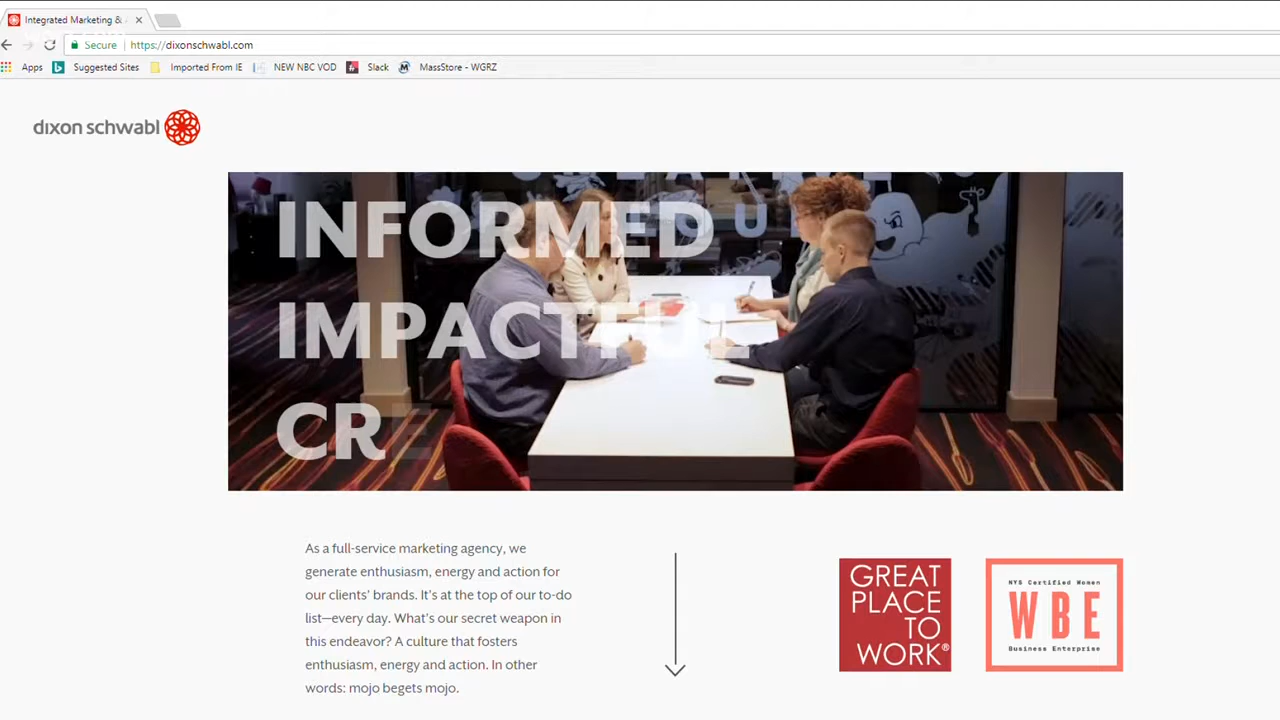 Integrated Marketing &
Secure
https://dixonschwabl.com
Apps
Suggested Sites
Imported From IE
NEW NBC VOD
Slack
MassStore - WGRZ
dixon schwabl
INFORMED
IMPACTFUL
CRE
As a full-service marketing agency, we
generate enthusiasm, energy and action for
our clients' brands. It's at the top of our to-do
list—every day. What's our secret weapon in
this endeavor? A culture that fosters
enthusiasm, energy and action. In other
words: mojo begets mojo.
GREAT
PLACE
TO
WORK®
NYS Certified Women
WBE
Business Enterprise